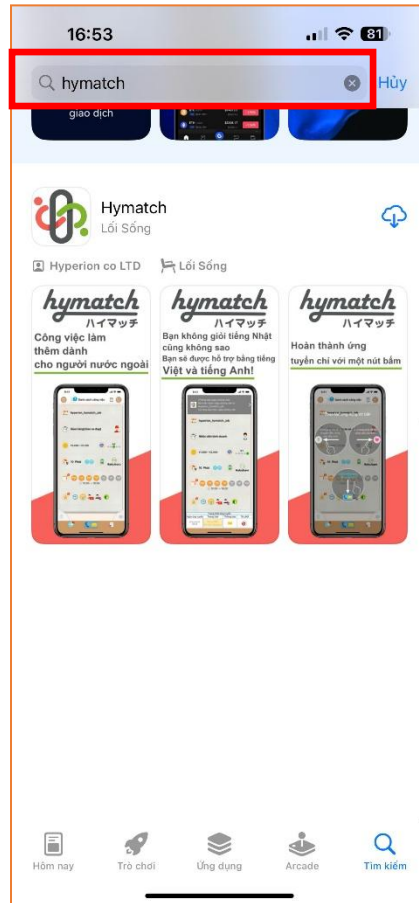 16:53
81
hymatch
Hủy
giao dịch
Hymatch
Lối Sống
Hyperion co LTD
Lối Sống
hymatch
ハイマッチ
Công việc làm
thêm dành
cho người nước ngoài
hymatch
ハイマッチ
Bạn không giỏi tiếng Nhật
cũng không sao
Bạn sẽ được hỗ trợ bằng tiếng
Việt và tiếng Anh!
hymatch
ハイマッチ
Hoàn thành ứng
tuyển chỉ với một nút bấm
Hôm nay
Trò chơi
Ứng dụng
Arcade
Tìm kiếm